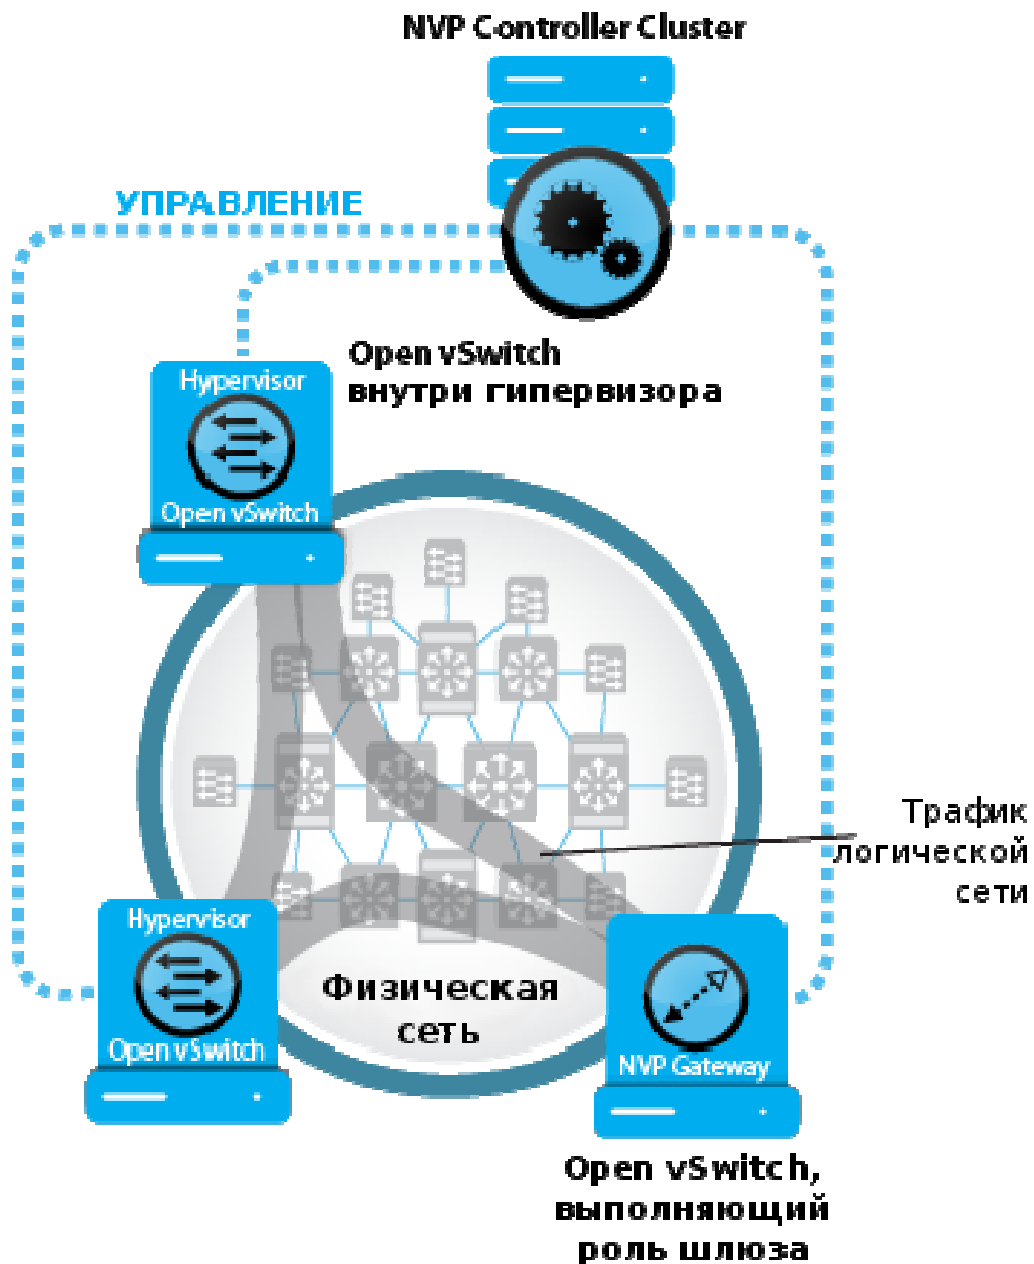 NVP Controller Cluster
УПРАВЛЕНИЕ
Open vSwitch
внутри гипервизора
Hypervisor
Open vSwitch
Трафик
логической
сети
Hypervisor
Open vSwitch
Физическая
сеть
NVP Gateway
Open vSwitch,
выполняющий
роль шлюза